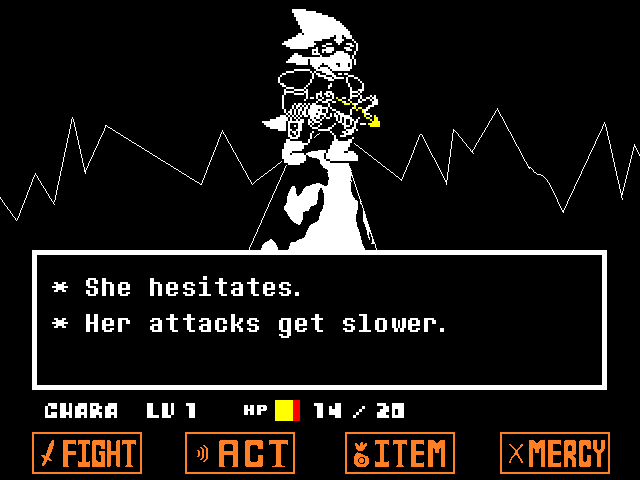 * She hesitates.
* Her attacks get slower.
CHARA LV 1 HP 14 / 20
FIGHT ACT ITEM MERCY